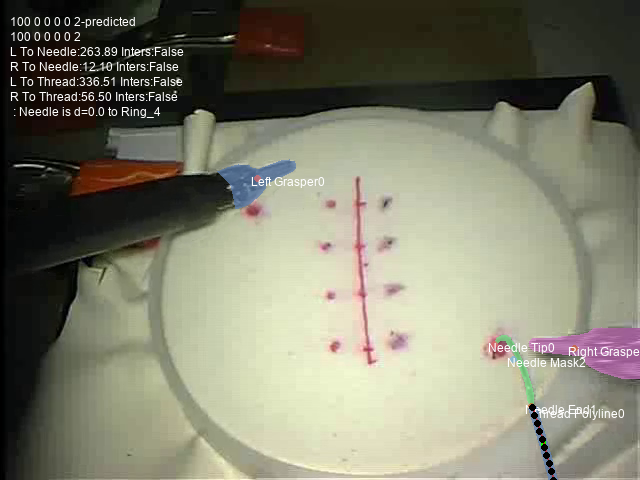 100 0 0 0 0 2-predicted
100 0 0 0 0 2
L To Needle:263.89 Inters:False
R To Needle:12.10 Inters:False
L To Thread:336.51 Inters:False
R To Thread:56.50 Inters:False
: Needle is d=0.0 to Ring_4
Left Grasper0
Needle Tip0
Right Grasper
Needle Mask2
Needle End1
Thread Polyline0